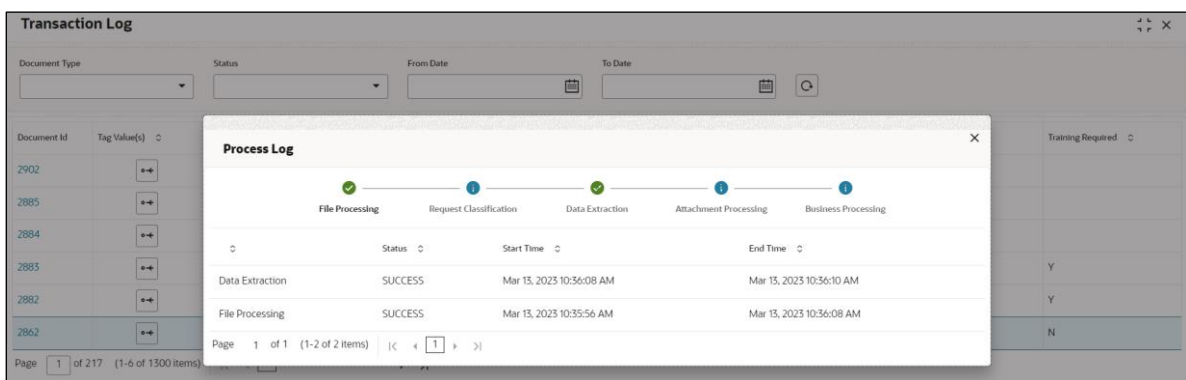 Transaction Log
Document Type Status From Date To Date
Document Id Tag Value(s) Training Required
Process Log
2902
File Processing Request Classification Data Extraction Attachment Processing Business Processing
2885
2884
Status Start Time End Time
2883 Y
Data Extraction SUCCESS Mar 13, 2023 10:36:08 AM Mar 13, 2023 10:36:10 AM
2882 Y
File Processing SUCCESS Mar 13, 2023 10:35:56 AM Mar 13, 2023 10:36:08 AM
2862 N
Page 1 of 1 (1-2 of 2 items) 1
Page 1 of 217 (1-6 of 1300 items)